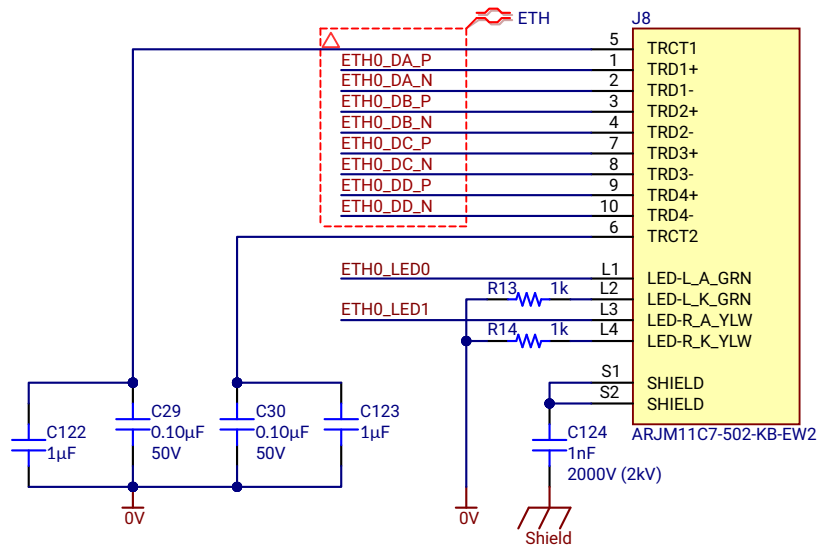 ETH
J8
5 TRCT1
ETH0_DA_P 1 TRD1+
ETH0_DA_N 2 TRD1-
ETH0_DB_P 3 TRD2+
ETH0_DB_N 4 TRD2-
ETH0_DC_P 7 TRD3+
ETH0_DC_N 8 TRD3-
ETH0_DD_P 9 TRD4+
ETH0_DD_N 10 TRD4-
6 TRCT2
ETH0_LED0 L1 LED-L_A_GRN
R13 1k L2 LED-L_K_GRN
ETH0_LED1 L3 LED-R_A_YLW
R14 1k L4 LED-R_K_YLW
S1 SHIELD
S2 SHIELD
ARJM11C7-502-KB-EW2
C122
1µF
C29
0.10µF
50V
C30
0.10µF
50V
C123
1µF
C124
1nF
2000V (2kV)
0V
0V
Shield